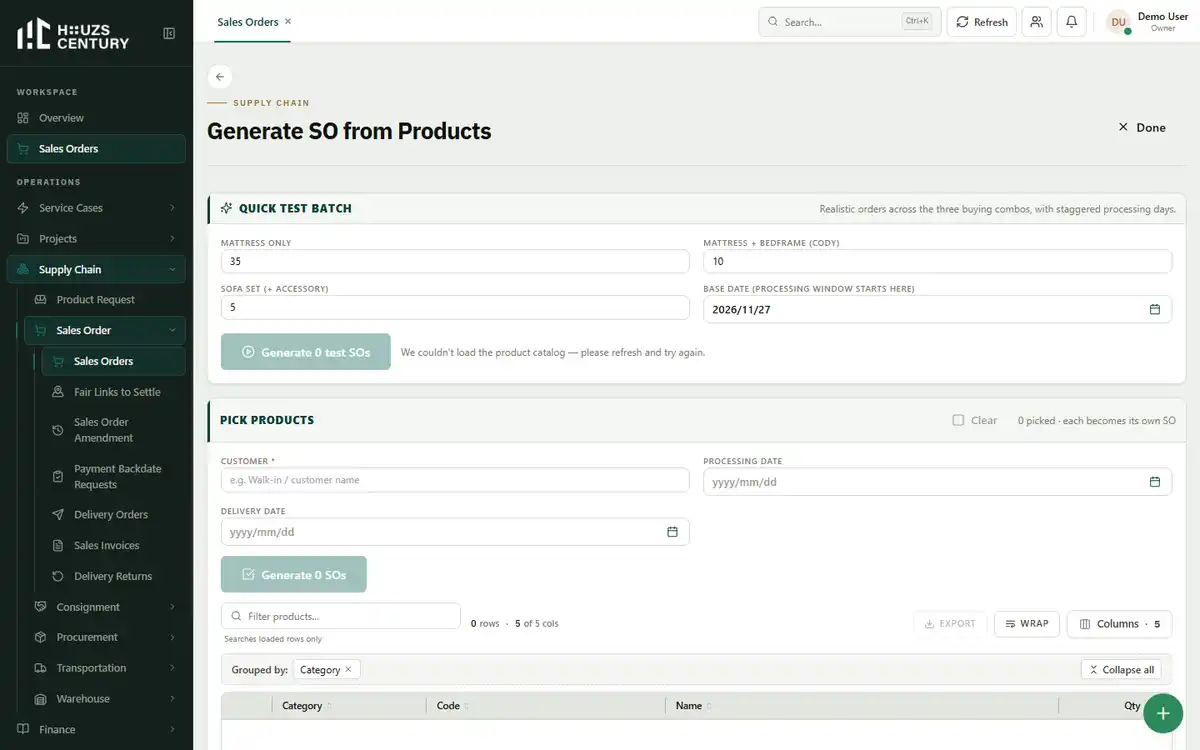 HOUZS
CENTURY
WORKSPACE
Overview
Sales Orders
OPERATIONS
Service Cases
Projects
Supply Chain
Product Request
Sales Order
Sales Orders
Fair Links to Settle
Sales Order
Amendment
Payment Backdate
Requests
Delivery Orders
Sales Invoices
Delivery Returns
Consignment
Procurement
Transportation
Warehouse
Finance
Sales Orders
Search...
Ctrl+K
Refresh
DU
Demo User
Owner
SUPPLY CHAIN
Generate SO from Products
Done
QUICK TEST BATCH
Realistic orders across the three buying combos, with staggered processing days.
MATTRESS ONLY
35
MATTRESS + BEDFRAME (CODY)
10
SOFA SET (+ ACCESSORY)
5
BASE DATE (PROCESSING WINDOW STARTS HERE)
2026/11/27
Generate 0 test SOs
We couldn't load the product catalog — please refresh and try again.
PICK PRODUCTS
Clear
0 picked · each becomes its own SO
CUSTOMER *
e.g. Walk-in / customer name
PROCESSING DATE
yyyy/mm/dd
DELIVERY DATE
yyyy/mm/dd
Generate 0 SOs
Filter products...
0 rows · 5 of 5 cols
Searches loaded rows only
EXPORT
WRAP
Columns · 5
Grouped by: Category
Collapse all
Category
Code
Name
Qty